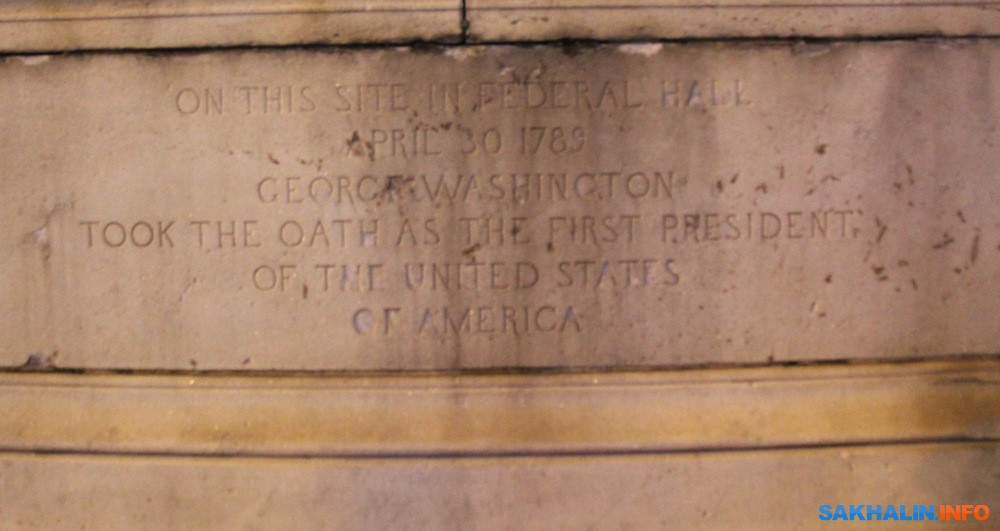 ON THIS SITE IN FEDERAL HALL
APRIL 30 1789
GEORGE WASHINGTON
TOOK THE OATH AS THE FIRST PRESIDENT
OF THE UNITED STATES
OF AMERICA
SAKHALIN.INFO